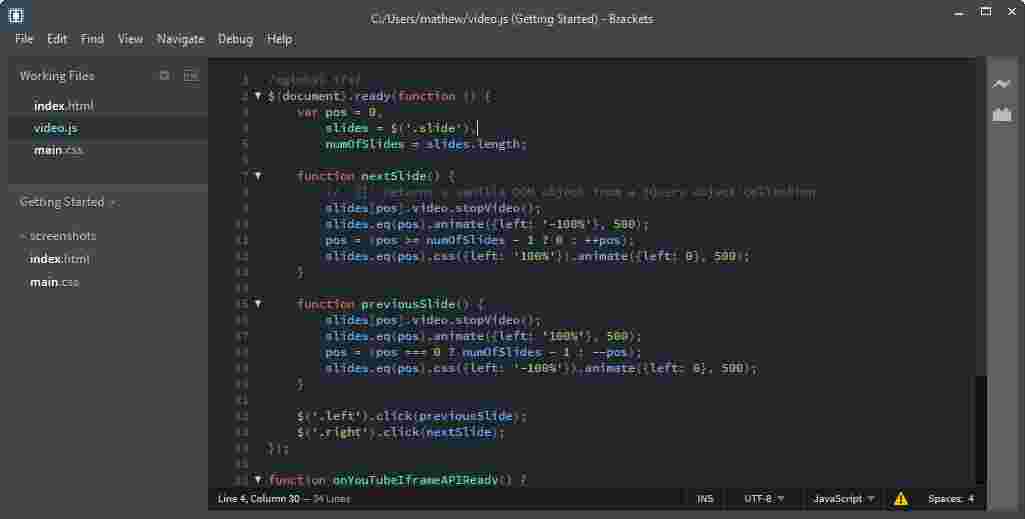 C:/Users/mathew/video.js (Getting Started) - Brackets
File Edit Find View Navigate Debug Help
Working Files
index.html
video.js
main.css
Getting Started
screenshots
index.html
main.css
1
2 $(document).ready(function () {
3 var pos = 0,
4 slides = $('.slide'),
5 numOfSlides = slides.length;
6
7 function nextSlide() {
8 // [] returns a vanilla DOM object from a jQuery object collection
9 slides[pos].video.stopVideo();
10 slides.eq(pos).animate({left: '-100%'}, 500);
11 pos = (pos >= numOfSlides - 1 ? 0 : ++pos);
12 slides.eq(pos).css({left: '100%'}).animate({left: 0}, 500);
13 }
14
15 function previousSlide() {
16 slides[pos].video.stopVideo();
17 slides.eq(pos).animate({left: '100%'}, 500);
18 pos = (pos === 0 ? numOfSlides - 1 : --pos);
19 slides.eq(pos).css({left: '-100%'}).animate({left: 0}, 500);
20 }
21
22 $('.left').click(previousSlide);
23 $('.right').click(nextSlide);
24 });
25
26 function onYouTubeIframeAPIReady() {
Line 4, Column 30 — 34 Lines INS UTF-8 JavaScript Spaces: 4